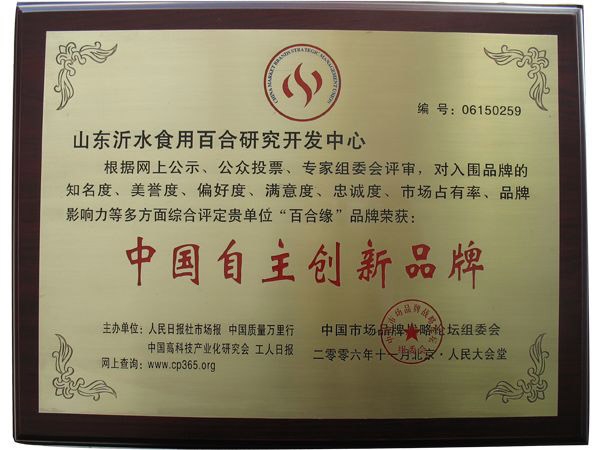 CHINA MARKET BRANDS STRATEGIC MANAGEMENT UNION
编 号: 06150259
山东沂水食用百合研究开发中心
根据网上公示、公众投票、专家组委会评审,对入围品牌的
知名度、美誉度、偏好度、满意度、忠诚度、市场占有率、品牌
影响力等多方面综合评定贵单位“百合缘”品牌荣获:
中国自主创新品牌
主办单位: 人民日报社市场报 中国质量万里行
中国高科技产业化研究会 工人日报
网上查询: www.cp365.org
中国市场品牌战略论坛组委会
二零零六年十一月北京·人民大会堂